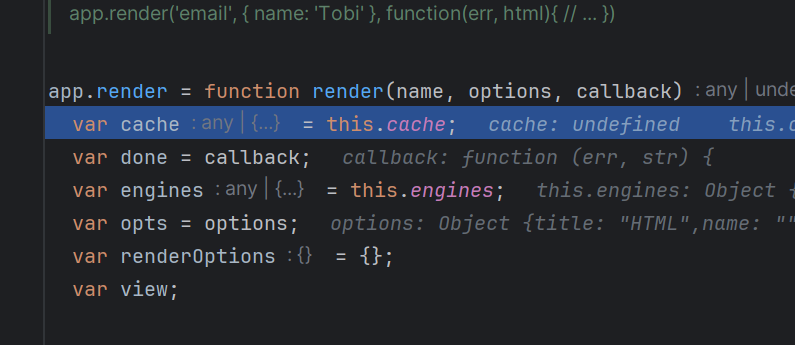 app.render('email', { name: 'Tobi' }, function(err, html){ // ... })
app.render = function render(name, options, callback) : any | unde
var cache : any | {...} = this.cache; cache: undefined this.c
var done = callback; callback: ƒunction (err, str) {
var engines : any | {...} = this.engines; this.engines: Object {
var opts = options; options: Object {title: "HTML",name: ""
var renderOptions : {} = {};
var view;